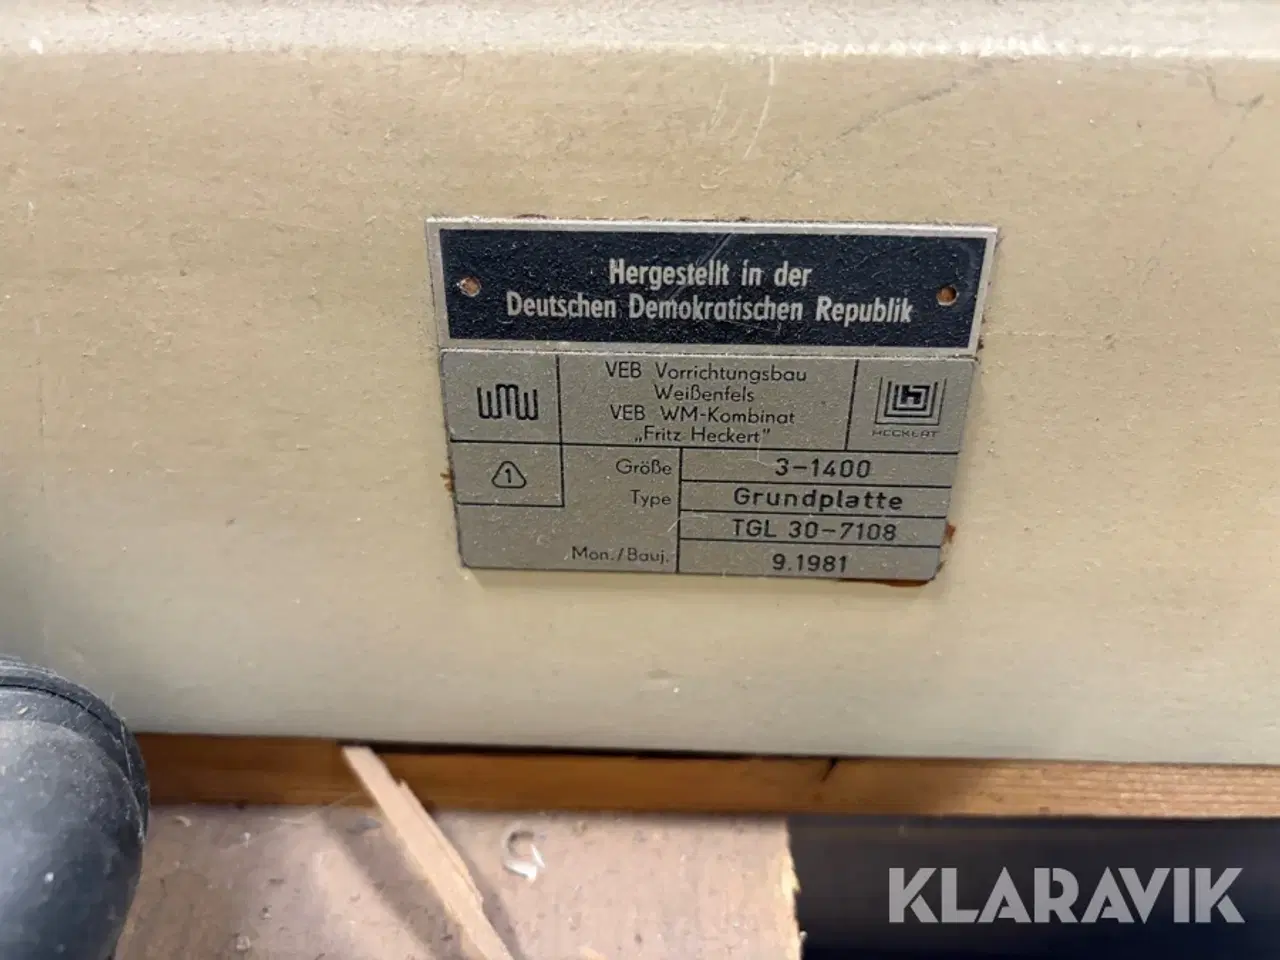 Hergestellt in der
Deutschen Demokratischen Republik
WMW
VEB Vorrichtungsbau
Weißenfels
VEB WM-Kombinat
„Fritz Heckert"
HECKERT
1
Größe 3-1400
Type Grundplatte
TGL 30-7108
Mon./Bauj. 9.1981
KLARAVIK